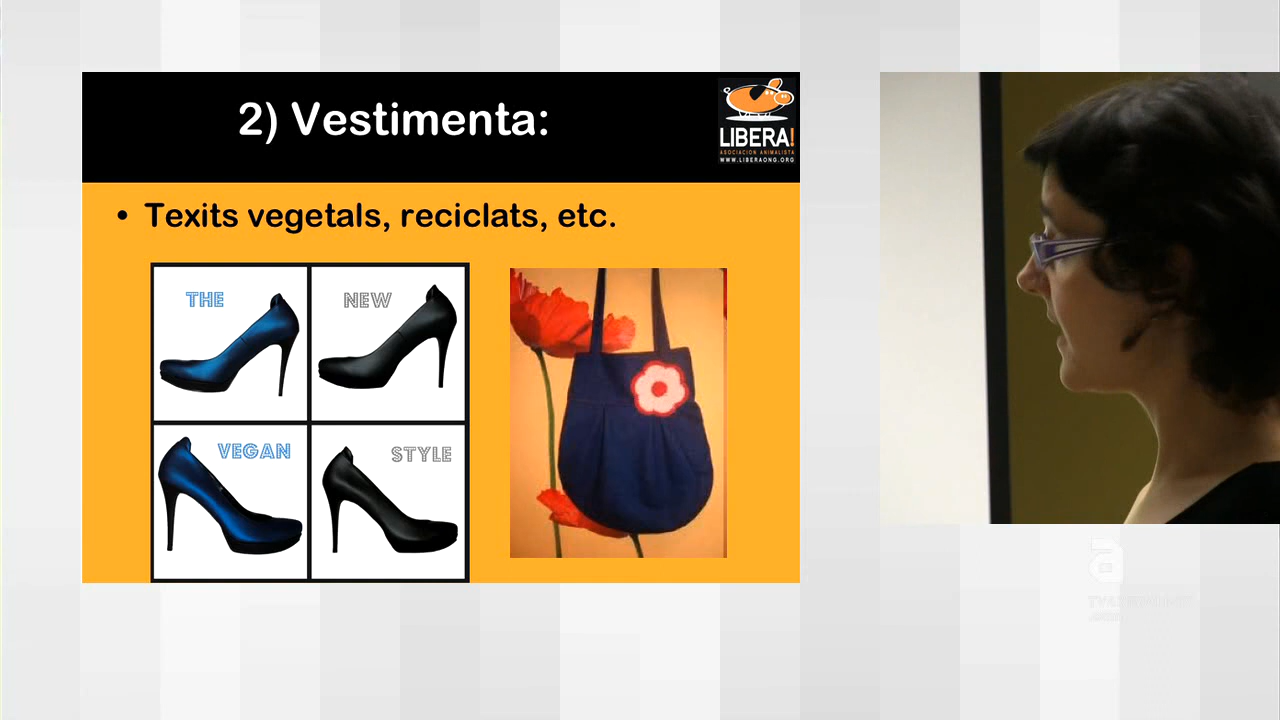 2) Vestimenta:
LIBERA!
ASOCIACION ANIMALISTA
WWW.LIBERAONG.ORG
• Texits vegetals, reciclats, etc.
THE
NEW
VEGAN
STYLE
a